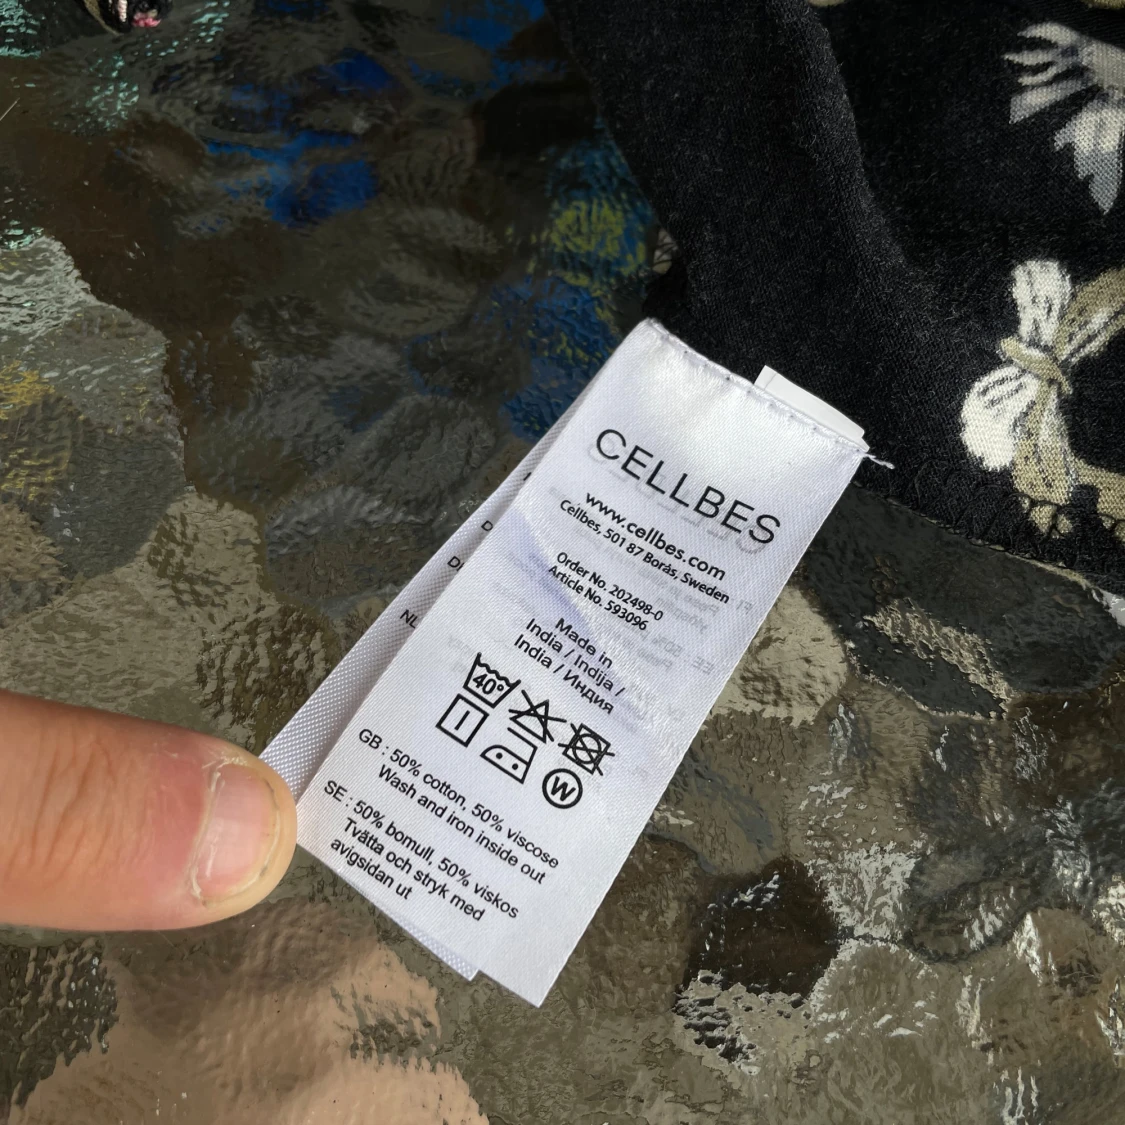 CELLBES
www.cellbes.com
Cellbes, 501 87 Borås, Sweden
Order No. 202498-0
Article No. 593096
Made in
India / Indija /
India / Индия
40°
W
GB : 50% cotton, 50% viscose
Wash and iron inside out
SE : 50% bomull, 50% viskos
Tvätta och stryk med
avigsidan ut
NL